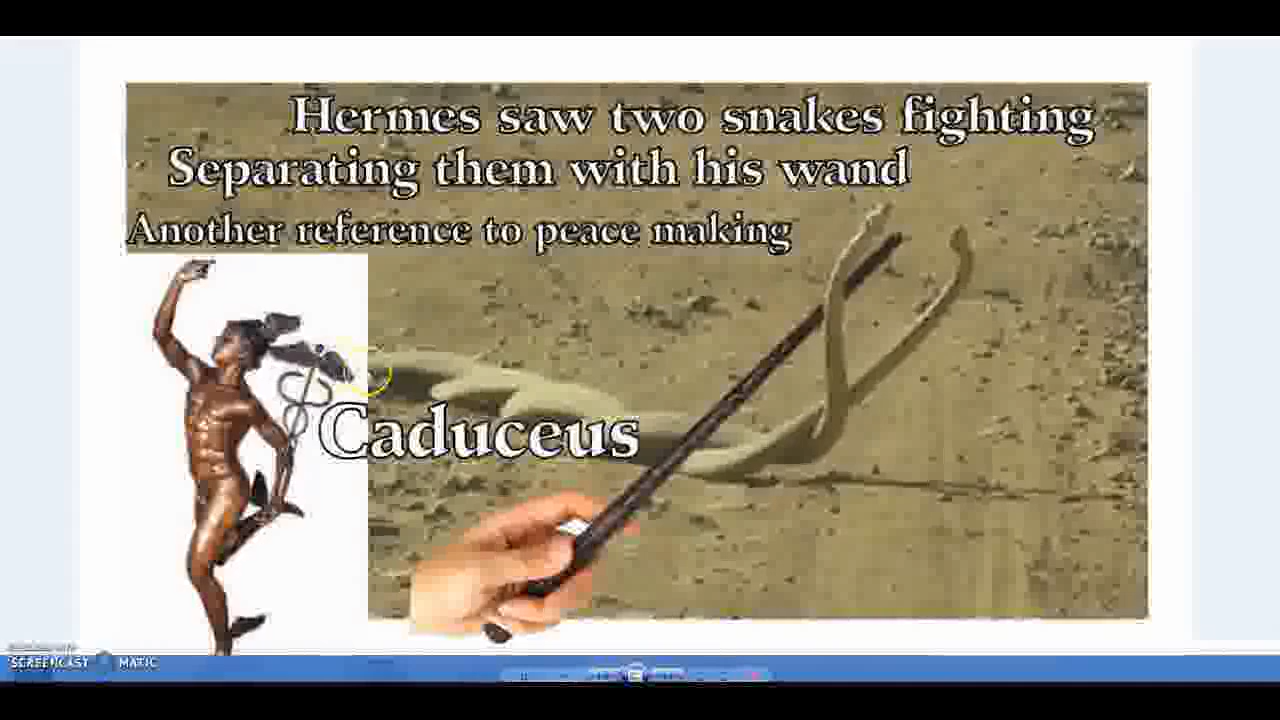 Hermes saw two snakes fighting
Separating them with his wand
Another reference to peace making
Caduceus
SCREENCAST MATIC